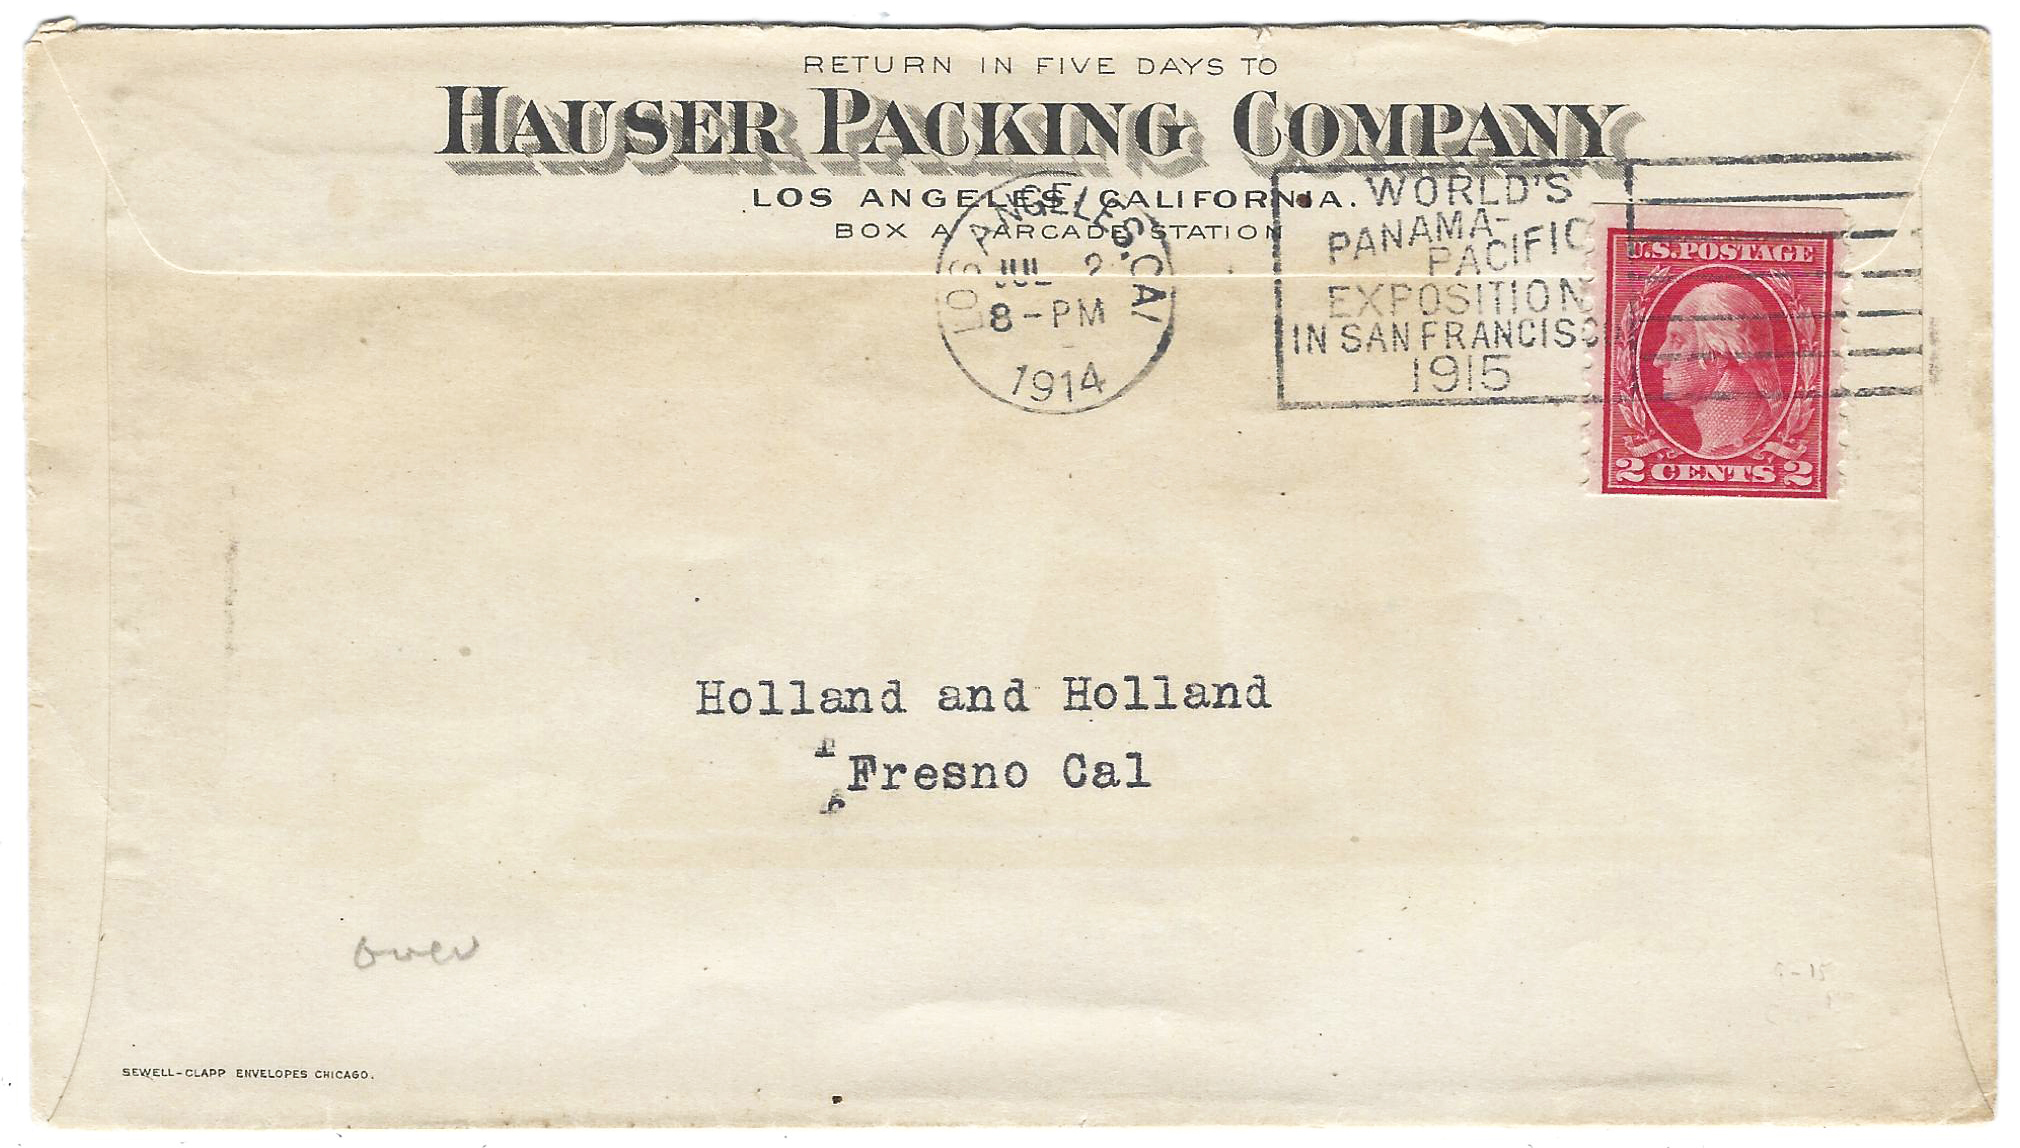 RETURN IN FIVE DAYS TO
HAUSER PACKING COMPANY
LOS ANGELES, CALIFORNIA.
BOX A, ARCADE STATION
LOS ANGELES, CAL
JUL 2
8-PM
1914
WORLD'S
PANAMA-
PACIFIC
EXPOSITION
IN SAN FRANCISCO
1915
U.S. POSTAGE
2 CENTS 2
Holland and Holland
Fresno Cal
over
SEWELL-CLAPP ENVELOPES CHICAGO.